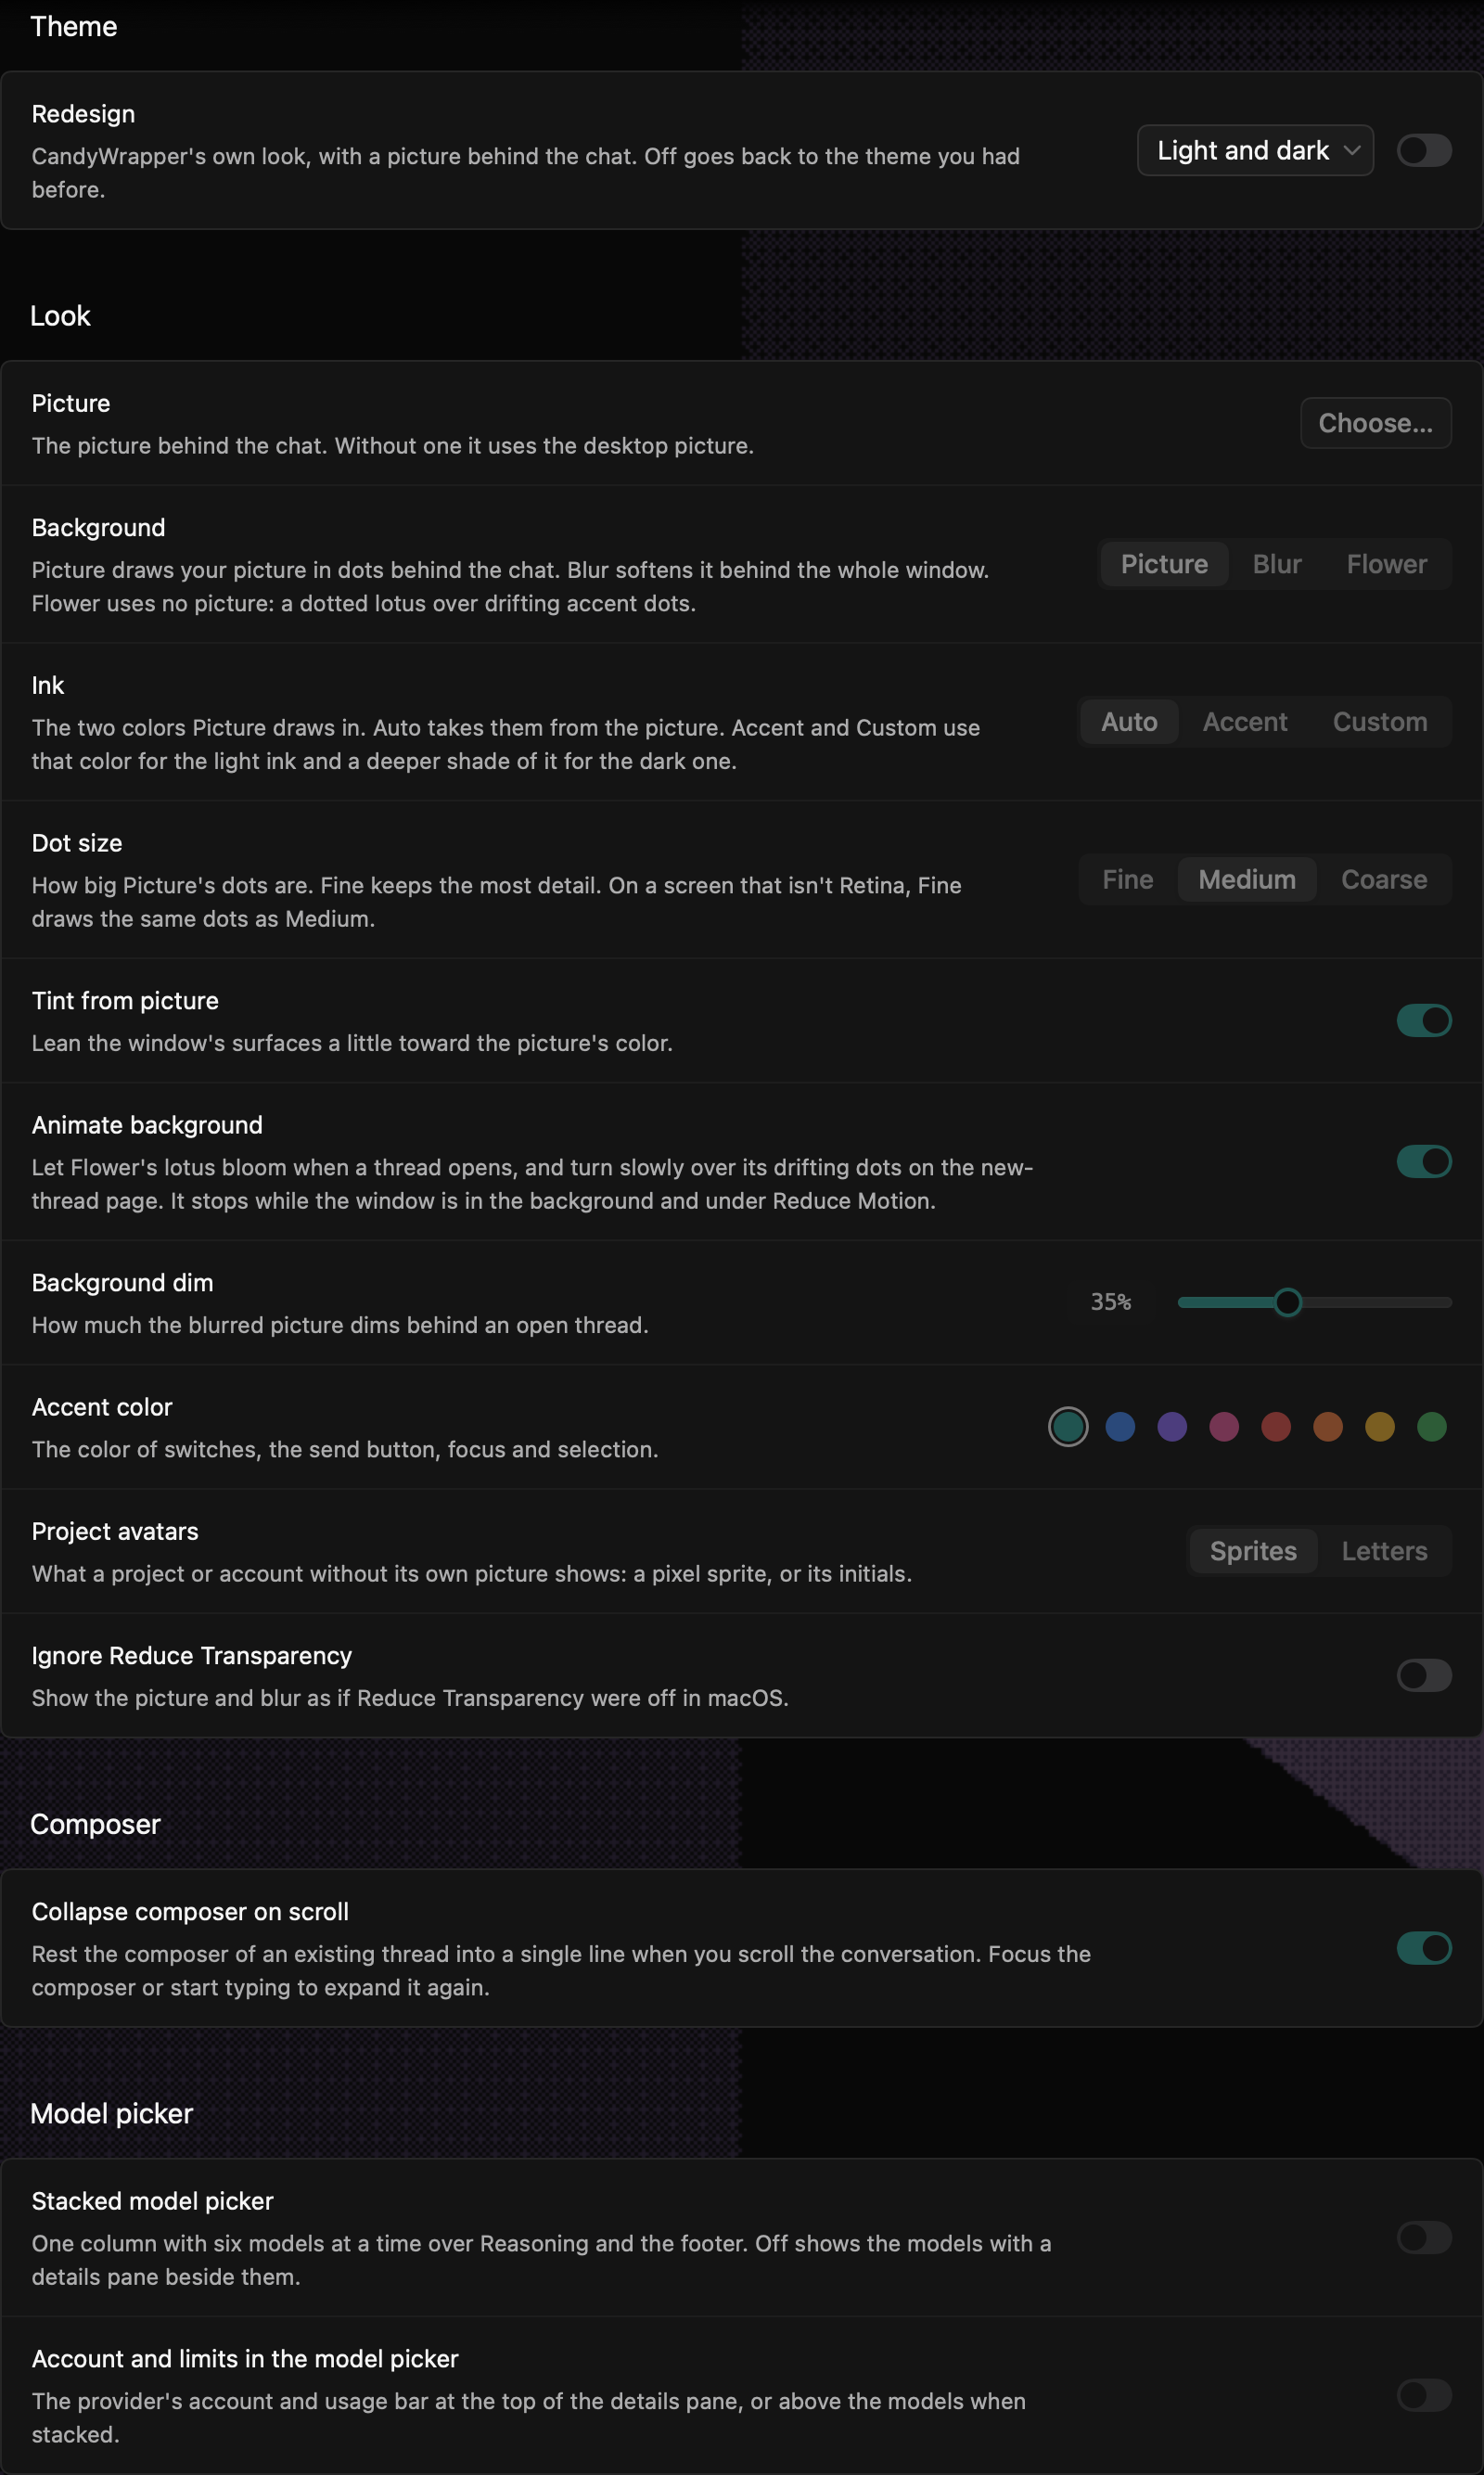 Theme
Redesign
CandyWrapper's own look, with a picture behind the chat. Off goes back to the theme you had
before.
Light and dark
Look
Picture
The picture behind the chat. Without one it uses the desktop picture.
Choose...
Background
Picture draws your picture in dots behind the chat. Blur softens it behind the whole window.
Flower uses no picture: a dotted lotus over drifting accent dots.
Picture Blur Flower
Ink
The two colors Picture draws in. Auto takes them from the picture. Accent and Custom use
that color for the light ink and a deeper shade of it for the dark one.
Auto Accent Custom
Dot size
How big Picture's dots are. Fine keeps the most detail. On a screen that isn't Retina, Fine
draws the same dots as Medium.
Fine Medium Coarse
Tint from picture
Lean the window's surfaces a little toward the picture's color.
Animate background
Let Flower's lotus bloom when a thread opens, and turn slowly over its drifting dots on the new-
thread page. It stops while the window is in the background and under Reduce Motion.
Background dim
How much the blurred picture dims behind an open thread.
35%
Accent color
The color of switches, the send button, focus and selection.
Project avatars
What a project or account without its own picture shows: a pixel sprite, or its initials.
Sprites Letters
Ignore Reduce Transparency
Show the picture and blur as if Reduce Transparency were off in macOS.
Composer
Collapse composer on scroll
Rest the composer of an existing thread into a single line when you scroll the conversation. Focus the
composer or start typing to expand it again.
Model picker
Stacked model picker
One column with six models at a time over Reasoning and the footer. Off shows the models with a
details pane beside them.
Account and limits in the model picker
The provider's account and usage bar at the top of the details pane, or above the models when
stacked.